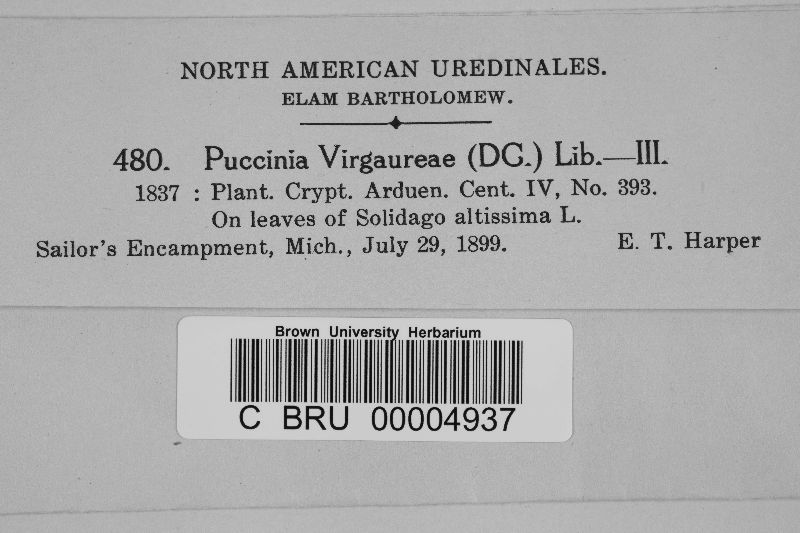 NORTH AMERICAN UREDINALES.
ELAM BARTHOLOMEW.
480. Puccinia Virgaureae (DC.) Lib.—III.
1837 : Plant. Crypt. Arduen. Cent. IV, No. 393.
On leaves of Solidago altissima L.
Sailor's Encampment, Mich., July 29, 1899. E. T. Harper
Brown University Herbarium
C BRU 00004937